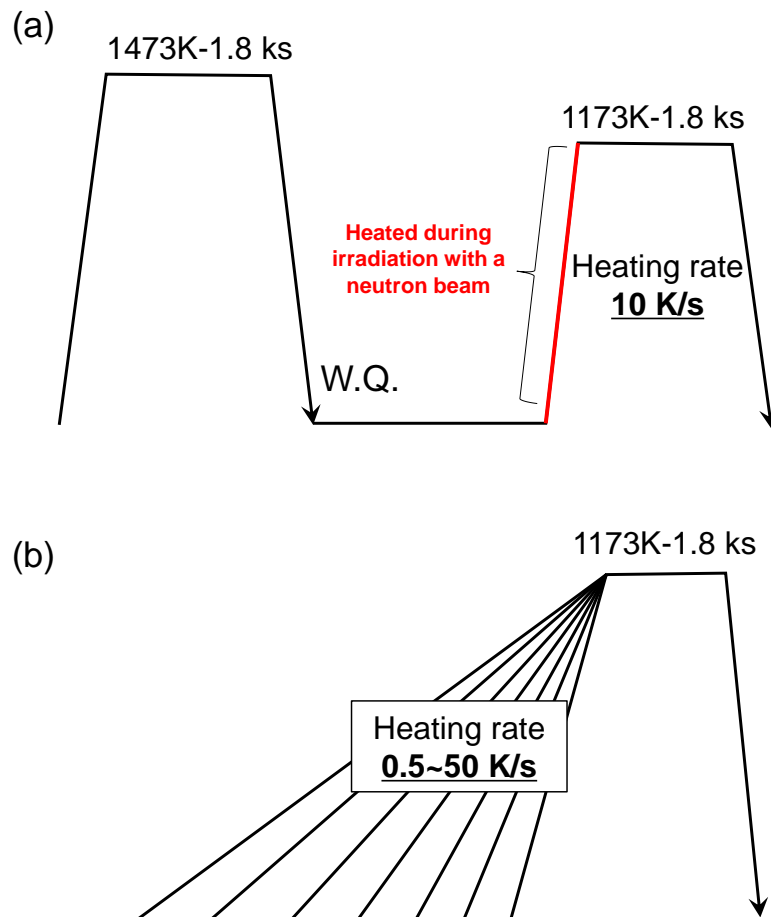 (a)
1473K-1.8 ks
1173K-1.8 ks
Heated during
irradiation with a
neutron beam
Heating rate
10 K/s
W.Q.
(b)
1173K-1.8 ks
Heating rate
0.5~50 K/s